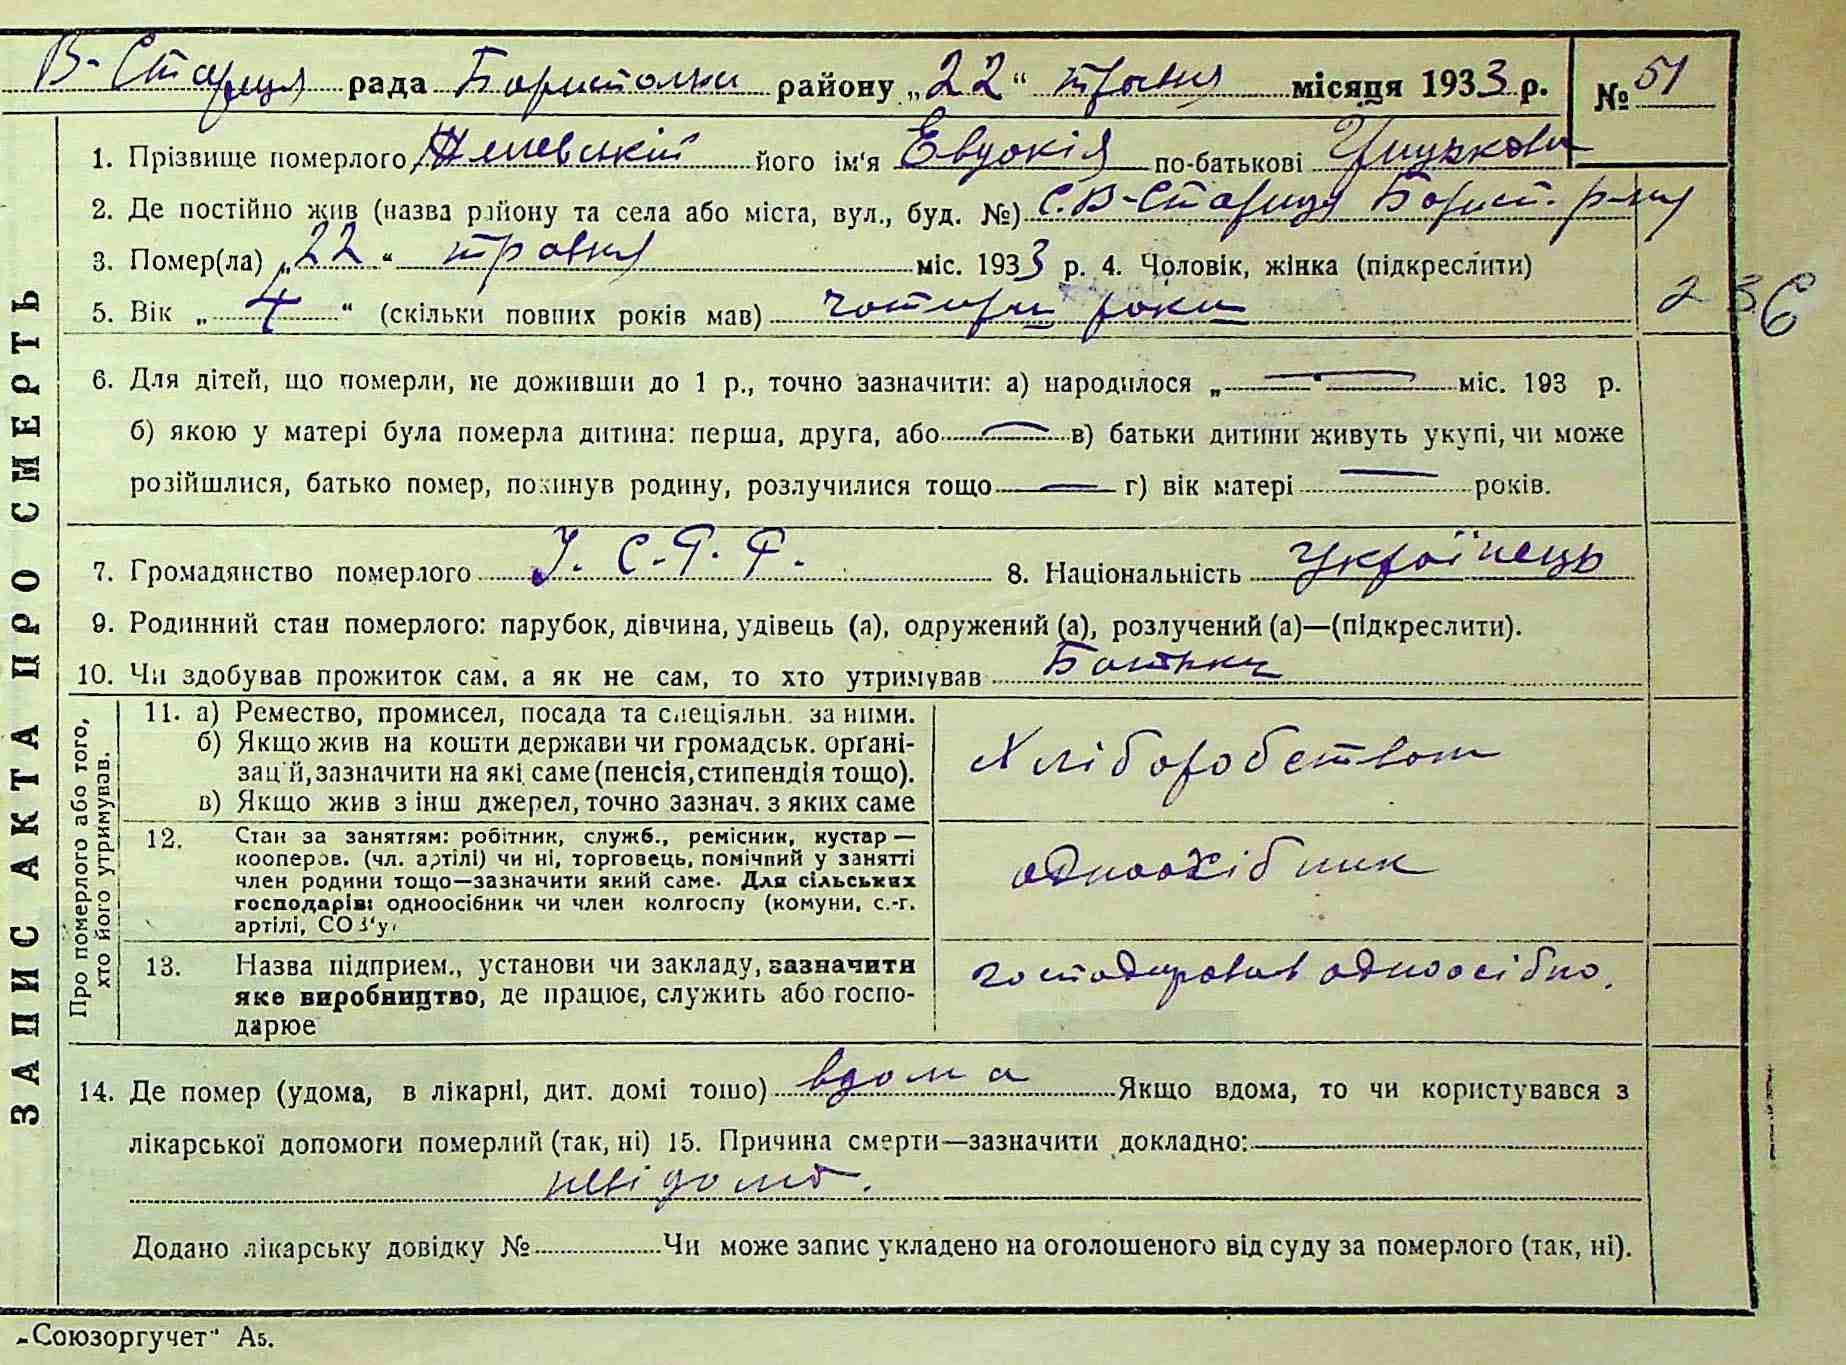 В-Стариця рада Бориспольск району „22“ травня місяця 1933 р. № 51
ЗАПИС АКТА ПРО СМЕРТЬ
1. Прізвище померлого його ім'я Евдокія по-батькові
2. Де постійно жив (назва району та села або міста, вул., буд. №) с. В-Стариця Борисп. р-ну
3. Помер(ла) „22“ травня міс. 1933 р. 4. Чоловік, жінка (підкреслити)
5. Вік „4“ (скільки повних років мав) чотири роки
236
6. Для дітей, що померли, не доживши до 1 р., точно зазначити: а) народилося „—“ — міс. 193 р.
б) якою у матері була померла дитина: перша, друга, або — в) батьки дитини живуть укупі, чи може
розійшлися, батько помер, покинув родину, розлучилися тощо — г) вік матері — років.
7. Громадянство померлого У. С. Р. Р. 8. Національність Українець
9. Родинний стан померлого: парубок, дівчина, удівець (а), одружений (а), розлучений (а)—(підкреслити).
10. Чи здобував прожиток сам, а як не сам, то хто утримував Батьки
Про померлого або того, хто його утримував.
11. а) Ремество, промисел, посада та спеціяльн. за ними.
б) Якщо жив на кошти держави чи громадськ. організацій, зазначити на які саме (пенсія, стипендія тощо).
в) Якщо жив з інш джерел, точно зазнач. з яких саме
Хліборобством
12. Стан за заняттям: робітник, служб., ремісник, кустар—
кооперов. (чл. артілі) чи ні, торговець, помічний у занятті
член родини тощо—зазначити який саме. Для сільських
господарів: одноосібник чи член колгоспу (комуни, с.-г.
артілі, СОЗ'у)
одноосібник
13. Назва підприєм., установи чи закладу, зазначити
яке виробництво, де працює, служить або господарює
господарював одноосібно.
14. Де помер (удома, в лікарні, дит. домі тощо) вдома Якщо вдома, то чи користувався з
лікарської допомоги померлий (так, ні) 15. Причина смерти—зазначити докладно:
невідома.
Додано лікарську довідку № Чи може запис укладено на оголошеного від суду за померлого (так, ні).
„Союзоргучет" А5.